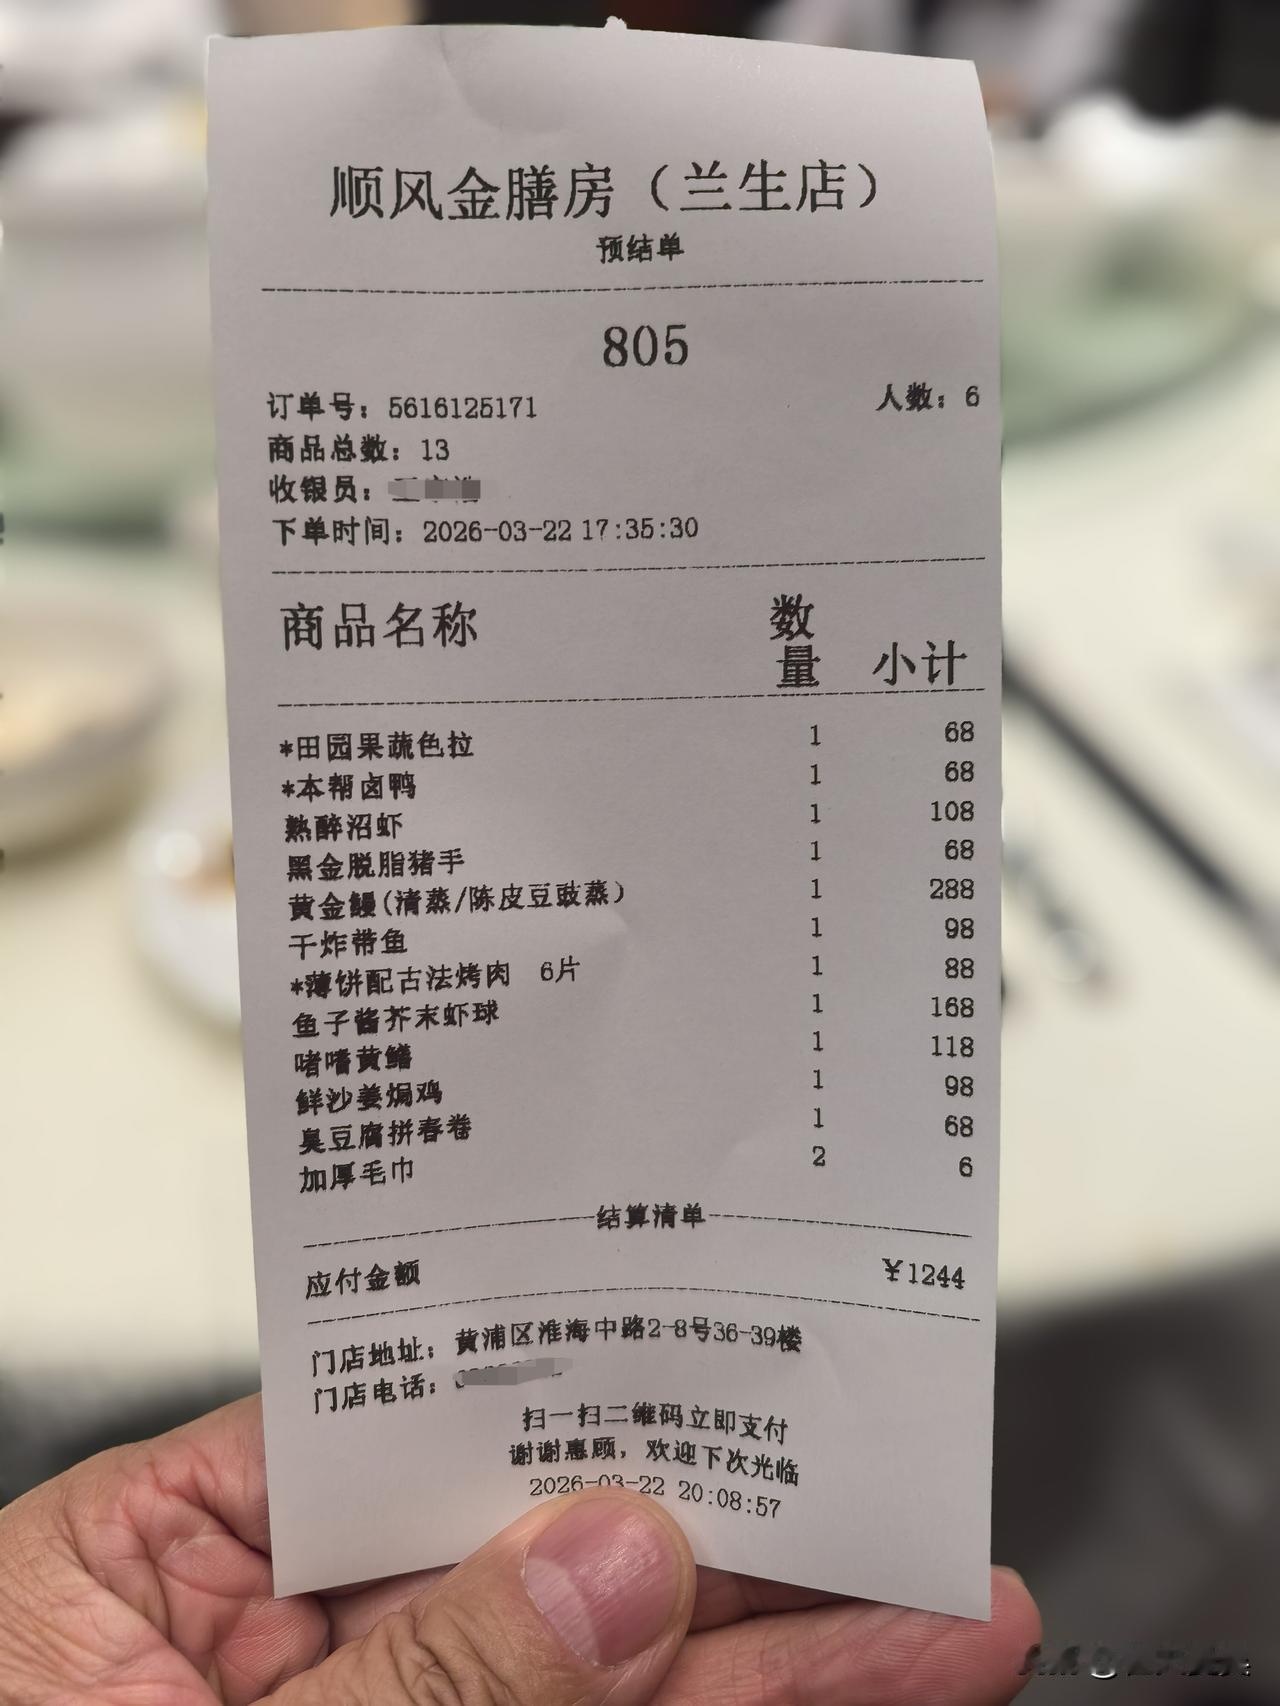 顺风金膳房（兰生店）
预结单
805
订单号：5616125171 人数：6
商品总数：13
收银员：
下单时间：2026-03-22 17:35:30
商品名称 数量 小计
*田园果蔬色拉 1 68
*本帮卤鸭 1 68
熟醉沼虾 1 108
黑金脱脂猪手 1 68
黄金鳗(清蒸/陈皮豆豉蒸) 1 288
干炸带鱼 1 98
*薄饼配古法烤肉 6片 1 88
鱼子酱芥末虾球 1 168
啫嗜黄鳝 1 118
鲜沙姜焗鸡 1 98
臭豆腐拼春卷 1 68
加厚毛巾 2 6
结算清单
应付金额 ¥1244
门店地址：黄浦区淮海中路2-8号36-39楼
门店电话：
扫一扫二维码立即支付
谢谢惠顾，欢迎下次光临
2026-03-22 20:08:57